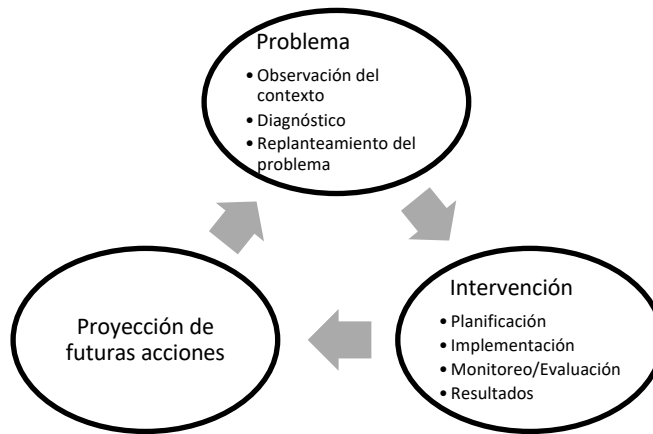 Problema
• Observación del
contexto
• Diagnóstico
• Replanteamiento del
problema
Intervención
• Planificación
• Implementación
• Monitoreo/Evaluación
• Resultados
Proyección de
futuras acciones